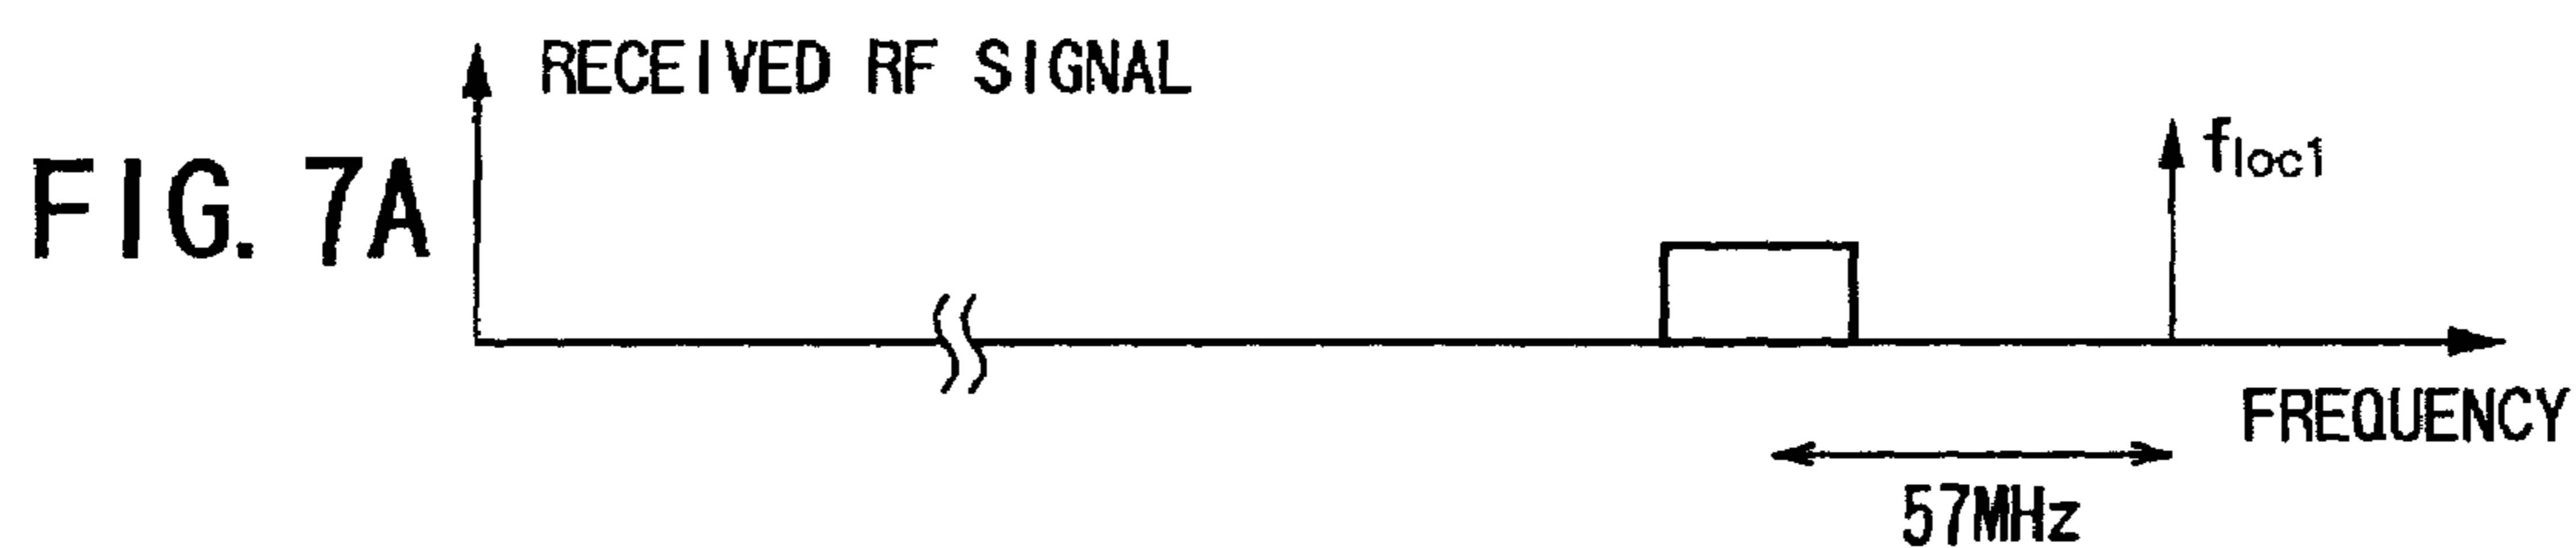 RECEIVED RF SIGNAL
FIG. 7A
floc1
FREQUENCY
57MHz